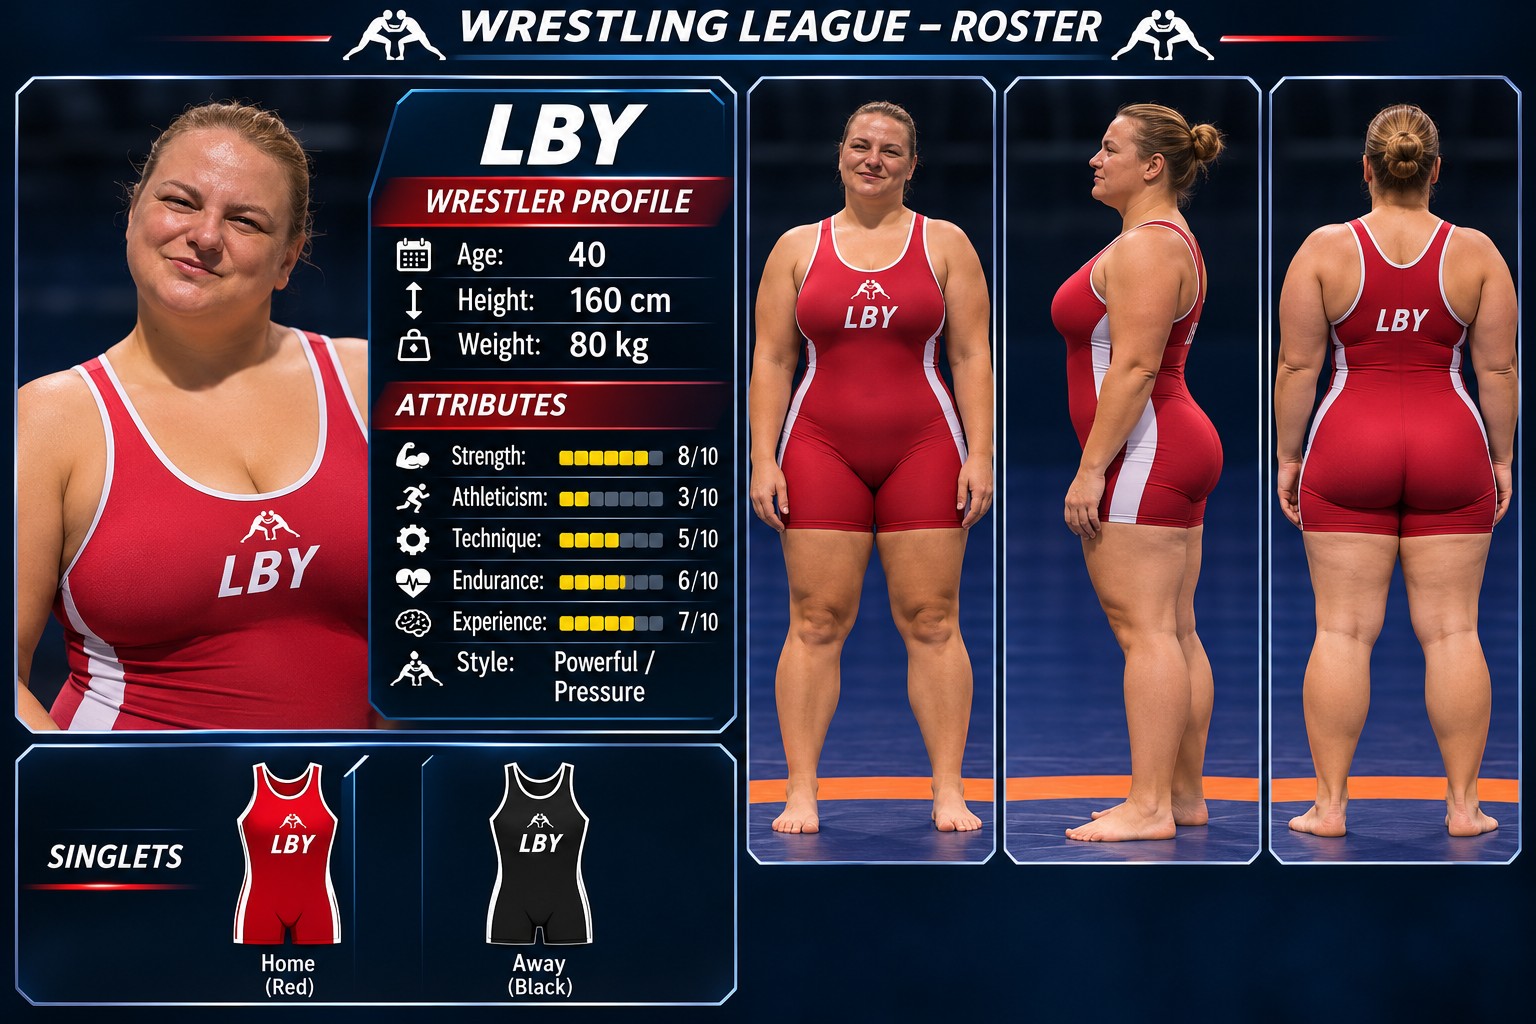 WRESTLING LEAGUE – ROSTER
LBY
WRESTLER PROFILE
Age: 40
Height: 160 cm
Weight: 80 kg
ATTRIBUTES
Strength: 8/10
Athleticism: 3/10
Technique: 5/10
Endurance: 6/10
Experience: 7/10
Style: Powerful /
Pressure
LBY
LBY
LBY
SINGLETS
LBY
Home
(Red)
LBY
Away
(Black)